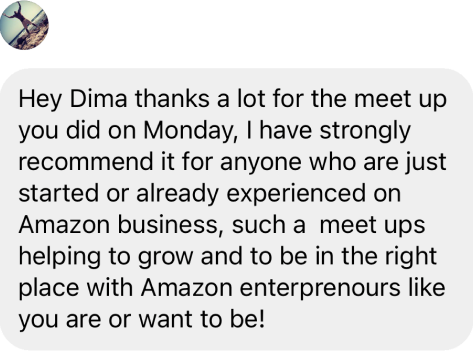 Hey Dima thanks a lot for the meet up
you did on Monday, I have strongly
recommend it for anyone who are just
started or already experienced on
Amazon business, such a  meet ups
helping to grow and to be in the right
place with Amazon enterprenours like
you are or want to be!